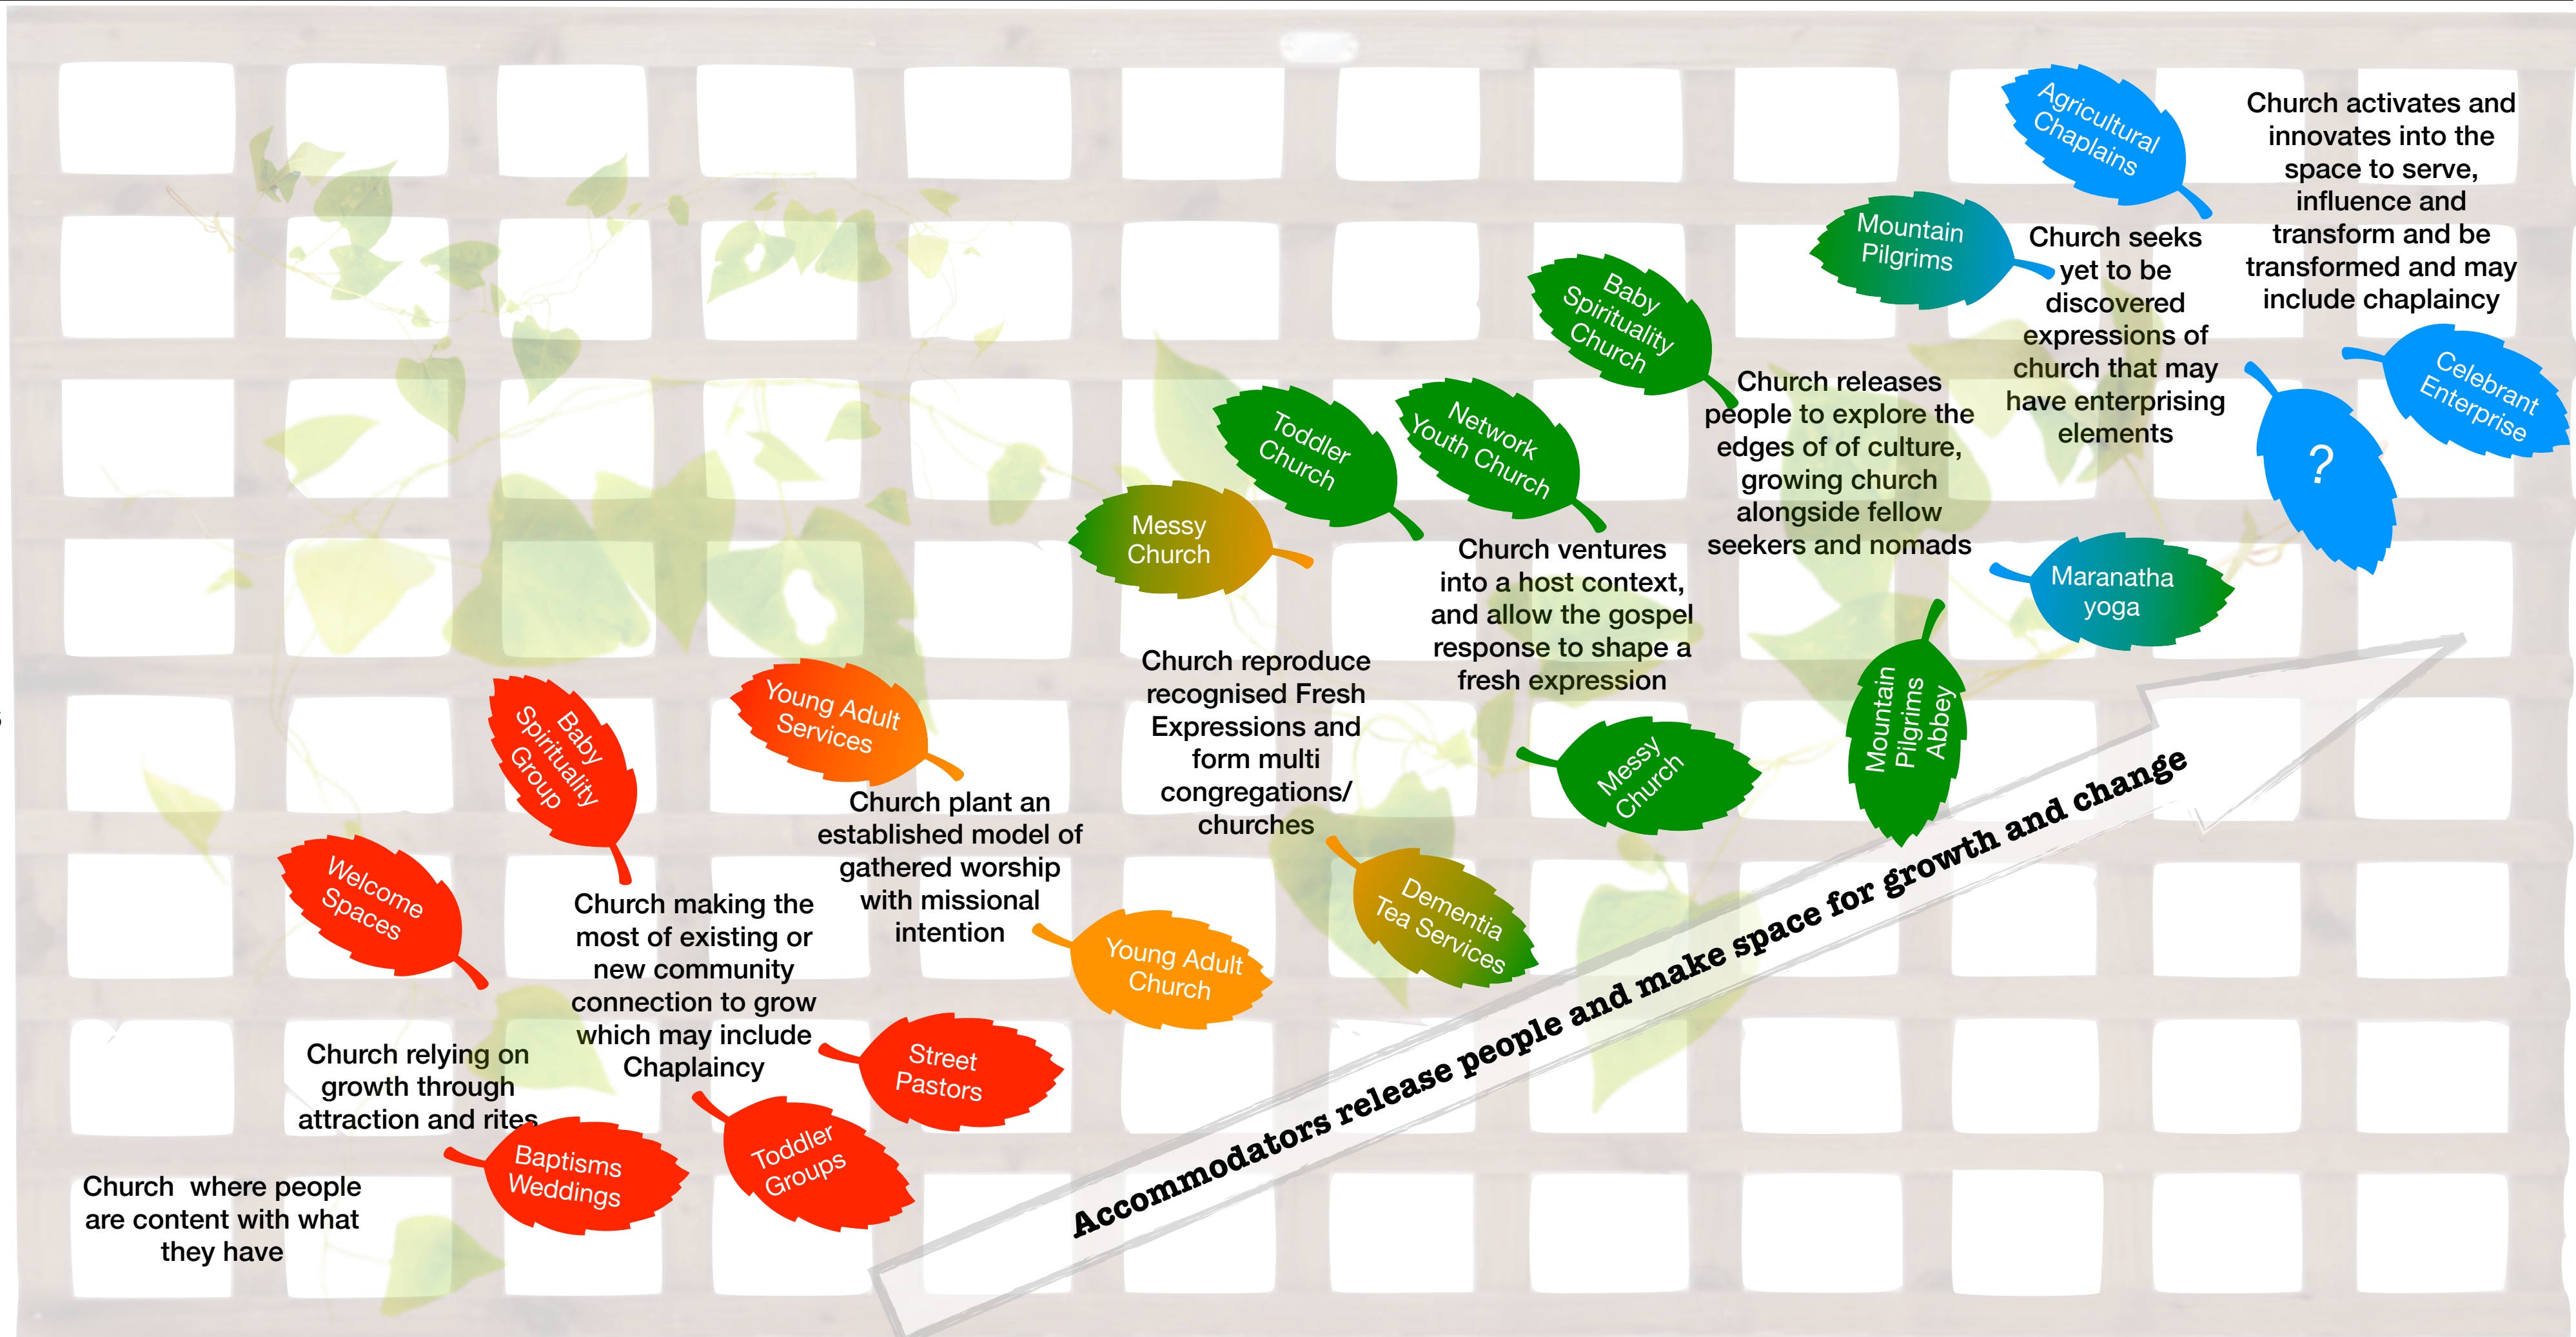 Church  where people
are content with what
they have
Church relying on
growth through
attraction and rites
Welcome
Spaces
Baptisms
Weddings
Church making the
most of existing or
new community
connection to grow
which may include
Chaplaincy
Baby
Spirituality
Group
Toddler
Groups
Street
Pastors
Young Adult
Services
Church plant an
established model of
gathered worship
with missional
intention
Young Adult
Church
Messy
Church
Church reproduce
recognised Fresh
Expressions and
form multi
congregations/
churches
Dementia
Tea Services
Toddler
Church
Network
Youth Church
Church ventures
into a host context,
and allow the gospel
response to shape a
fresh expression
Messy
Church
Baby
Spirituality
Church
Church releases
people to explore the
edges of of culture,
growing church
alongside fellow
seekers and nomads
Mountain
Pilgrims
Abbey
Mountain
Pilgrims
Church seeks
yet to be
discovered
expressions of
church that may
have enterprising
elements
Maranatha
yoga
Agricultural
Chaplains
Church activates and
innovates into the
space to serve,
influence and
transform and be
transformed and may
include chaplaincy
Celebrant
Enterprise
?
Accommodators release people and make space for growth and change